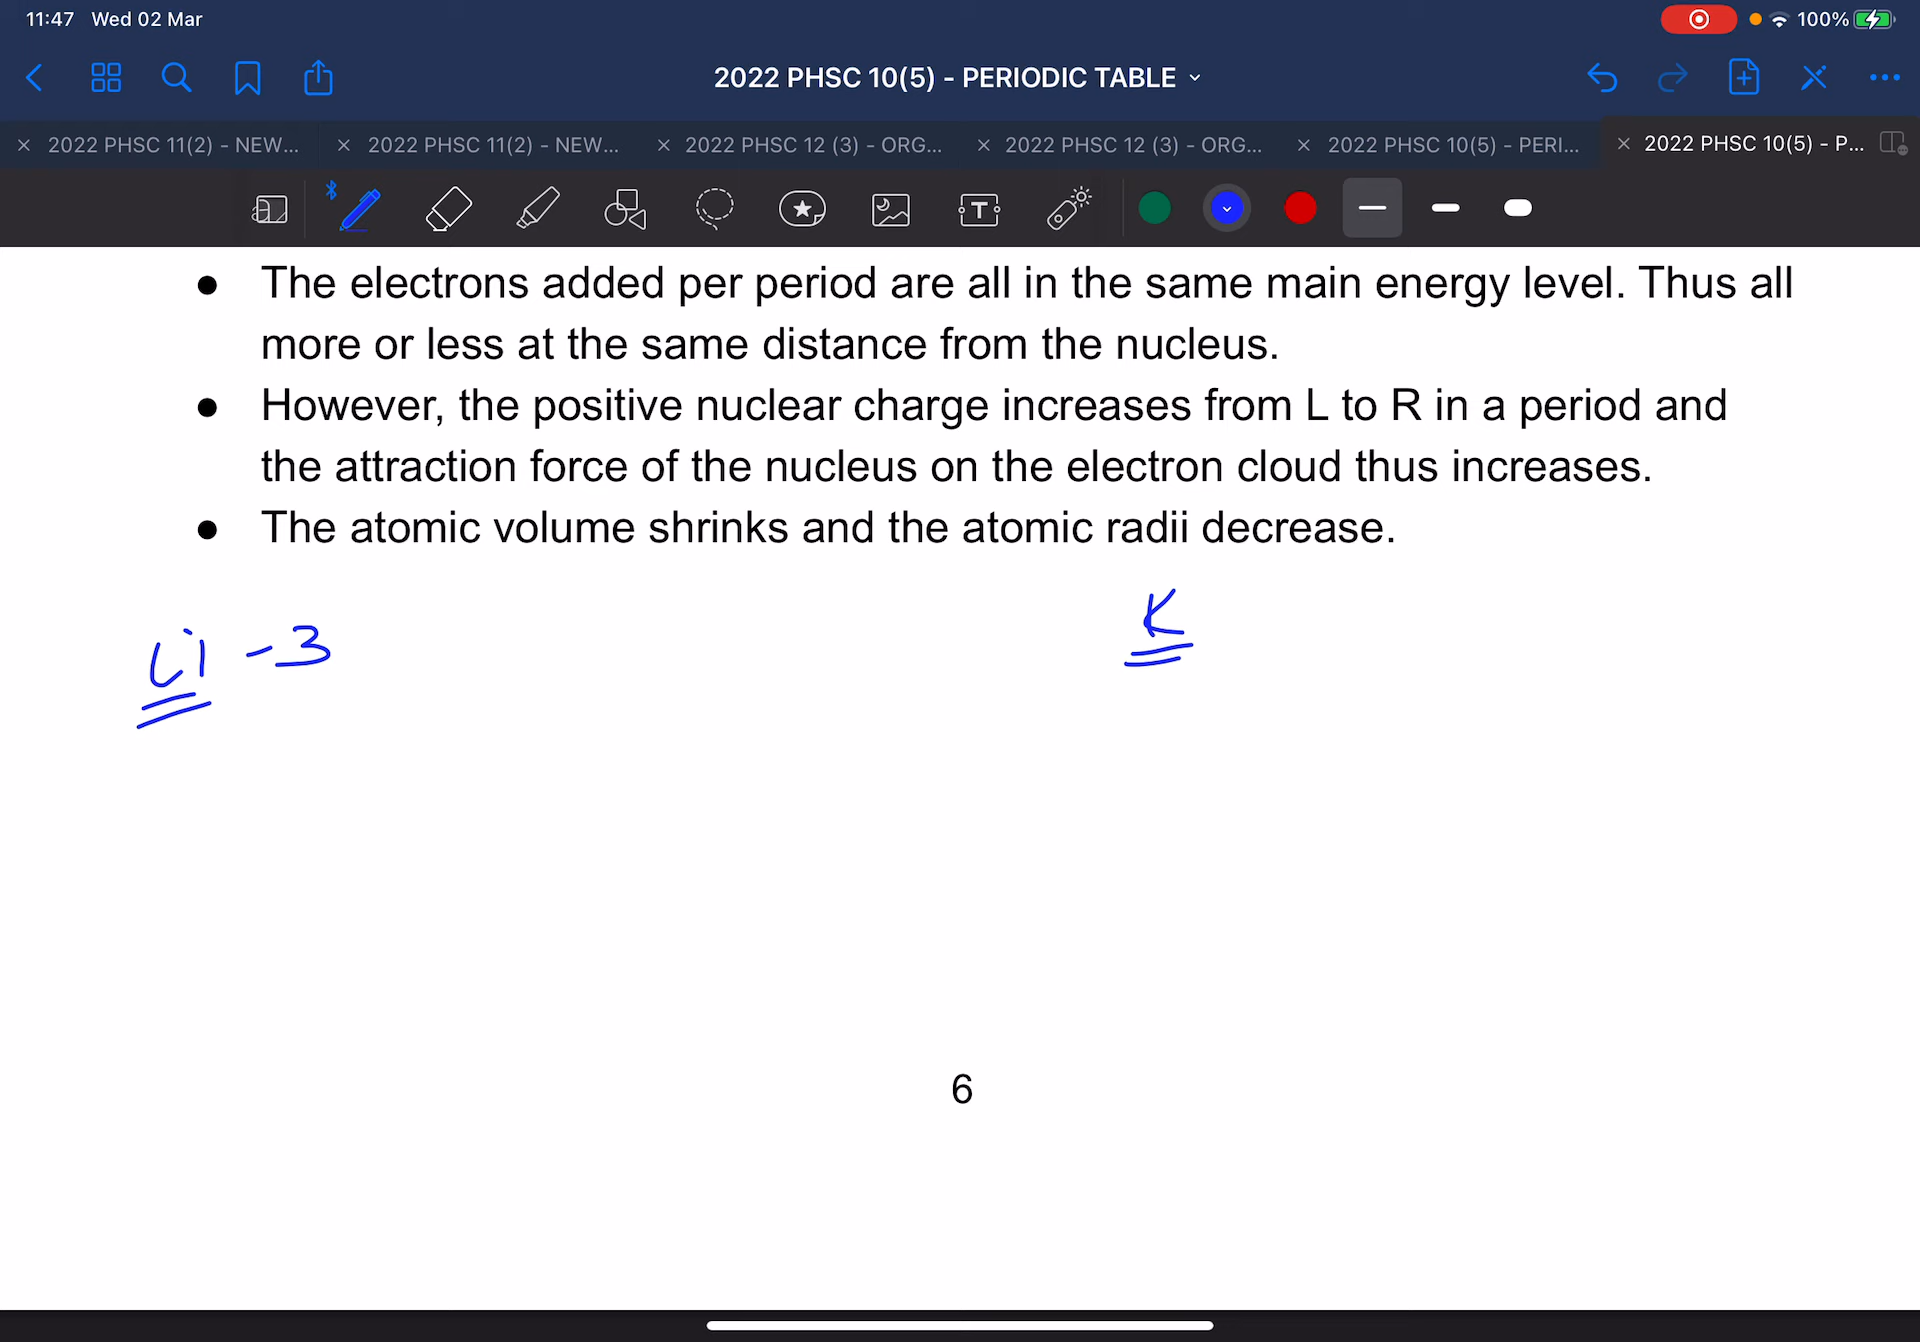 11:47 Wed 02 Mar 100%
2022 PHSC 10(5) - PERIODIC TABLE
2022 PHSC 11(2) - NEW... 2022 PHSC 11(2) - NEW... 2022 PHSC 12 (3) - ORG... 2022 PHSC 12 (3) - ORG... 2022 PHSC 10(5) - PERI... 2022 PHSC 10(5) - P...
● The electrons added per period are all in the same main energy level. Thus all
more or less at the same distance from the nucleus.
● However, the positive nuclear charge increases from L to R in a period and
the attraction force of the nucleus on the electron cloud thus increases.
● The atomic volume shrinks and the atomic radii decrease.
Li - 3 K
6